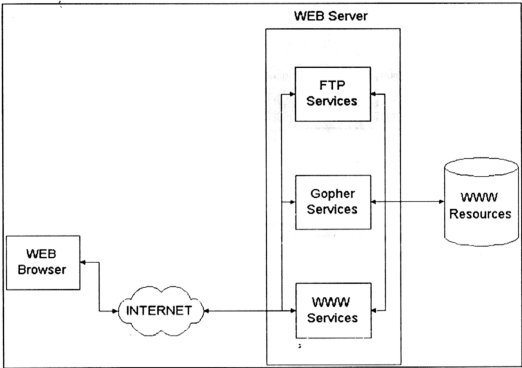 WEB Server
FTP
Services
Gopher
Services
WWW
Resources
WEB
Browser
INTERNET
WWW
Services